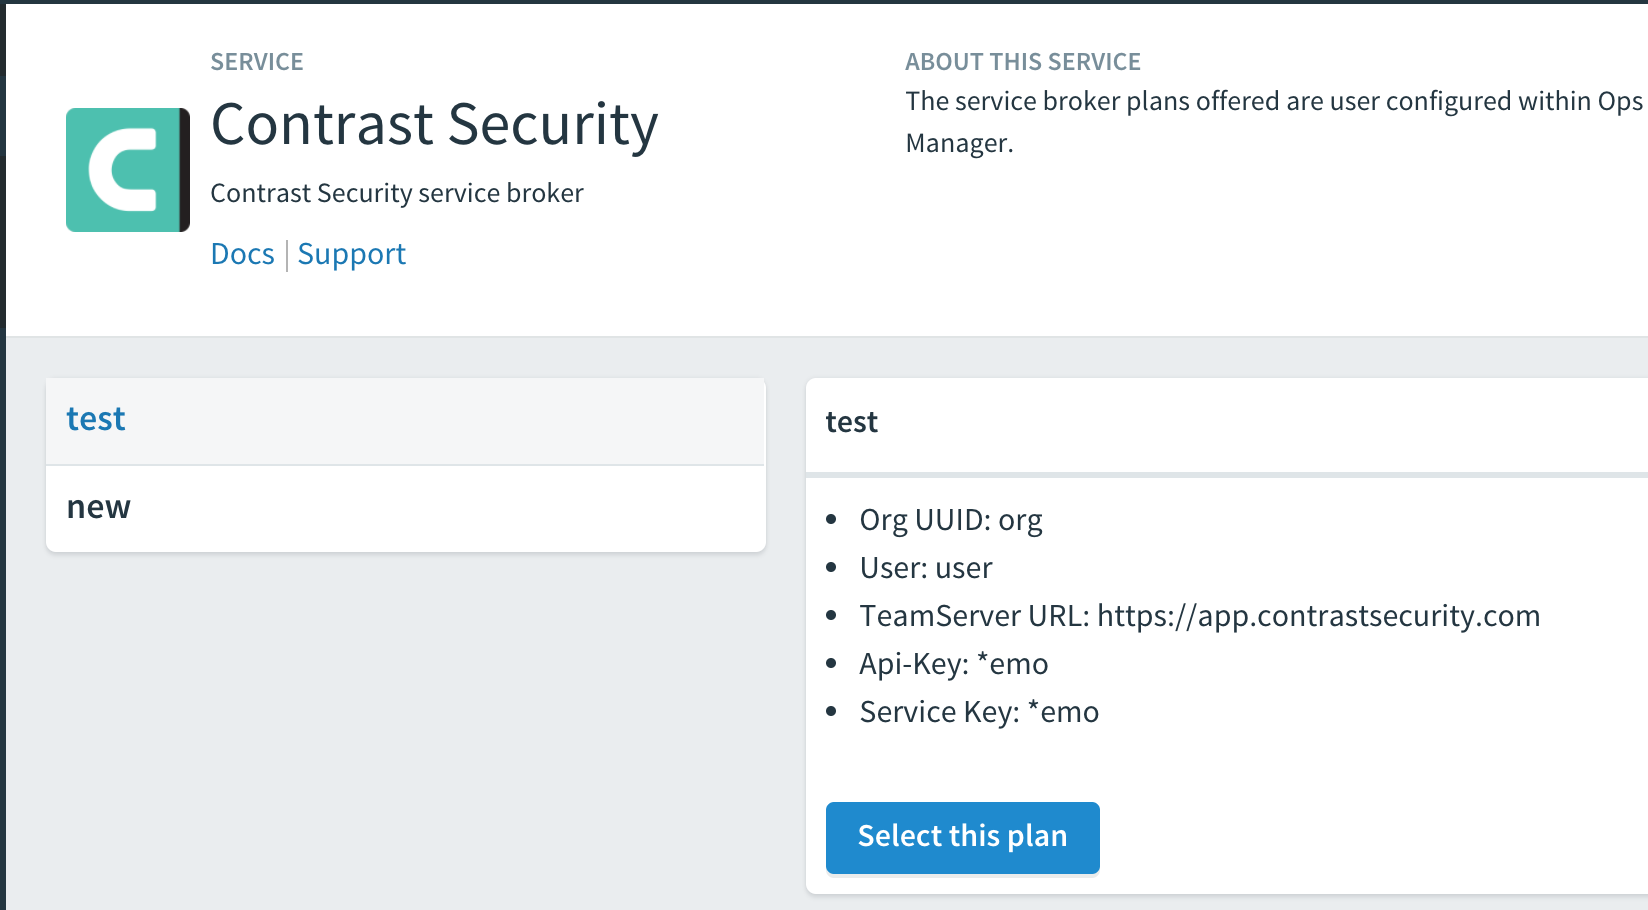 SERVICE
Contrast Security
Contrast Security service broker
Docs | Support
ABOUT THIS SERVICE
The service broker plans offered are user configured within Ops
Manager.
test
new
test
• Org UUID: org
• User: user
• TeamServer URL: https://app.contrastsecurity.com
• Api-Key: *emo
• Service Key: *emo
Select this plan